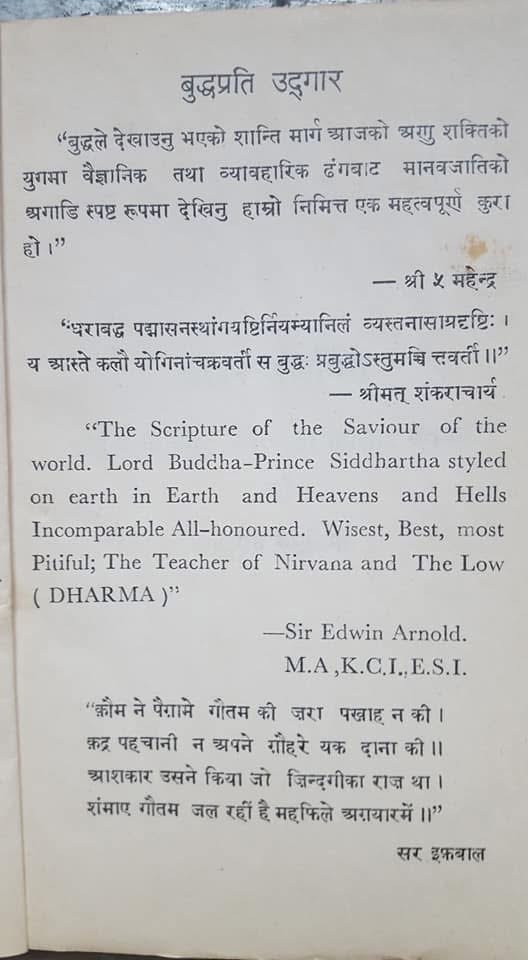 बुद्धप्रति उद्‌गार
“बुद्धले देखाउनु भएको शान्ति मार्ग आजको अणु शक्तिको
युगमा वैज्ञानिक तथा व्यावहारिक ढंगबाट मानवजातिको
अगाडि स्पष्ट रूपमा देखिनु हाम्रो निमित्त एक महत्वपूर्ण कुरा
हो ।”
— श्री ५ महेन्द्र
“धराबद्ध पद्मासनस्थांगयष्टिर्नियम्यानिलं व्यस्तनासाग्रदृष्टिः ।
य आस्ते कलौ योगिनांचक्रवर्ती स बुद्धः प्रबुद्धोऽस्तुमच्चि त्तवर्ती ।।”
— श्रीमत् शंकराचार्य
“The Scripture of the Saviour of the
world. Lord Buddha–Prince Siddhartha styled
on earth in Earth and Heavens and Hells
Incomparable All–honoured. Wisest, Best, most
Pitiful; The Teacher of Nirvana and The Low
( DHARMA )”
—Sir Edwin Arnold.
M.A ,K.C.I.,E.S.I.
“क़ौम ने पैग़ामे गौतम की ज़रा परवाह न की ।
क़द्र पहचानी न अपने ग़ौहरे यक दाना की ।।
आशकार उसने किया जो ज़िन्दगीका राज था ।
शंमाए गौतम जल रहीं है महफिले अग़यारमें ।।”
सर इक़बाल